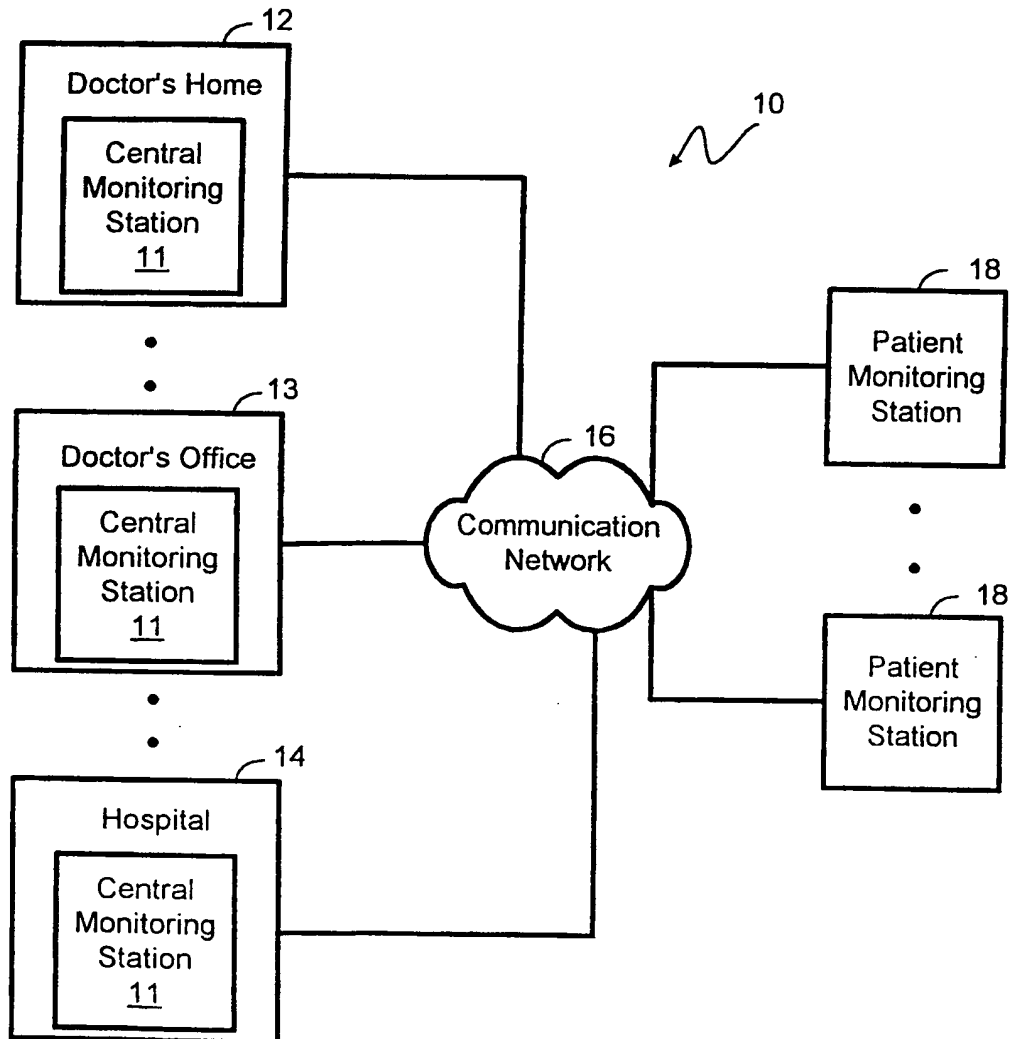 12
Doctor's Home
Central
Monitoring
Station
11
10
13
Doctor's Office
Central
Monitoring
Station
11
16
Communication
Network
18
Patient
Monitoring
Station
18
Patient
Monitoring
Station
14
Hospital
Central
Monitoring
Station
11